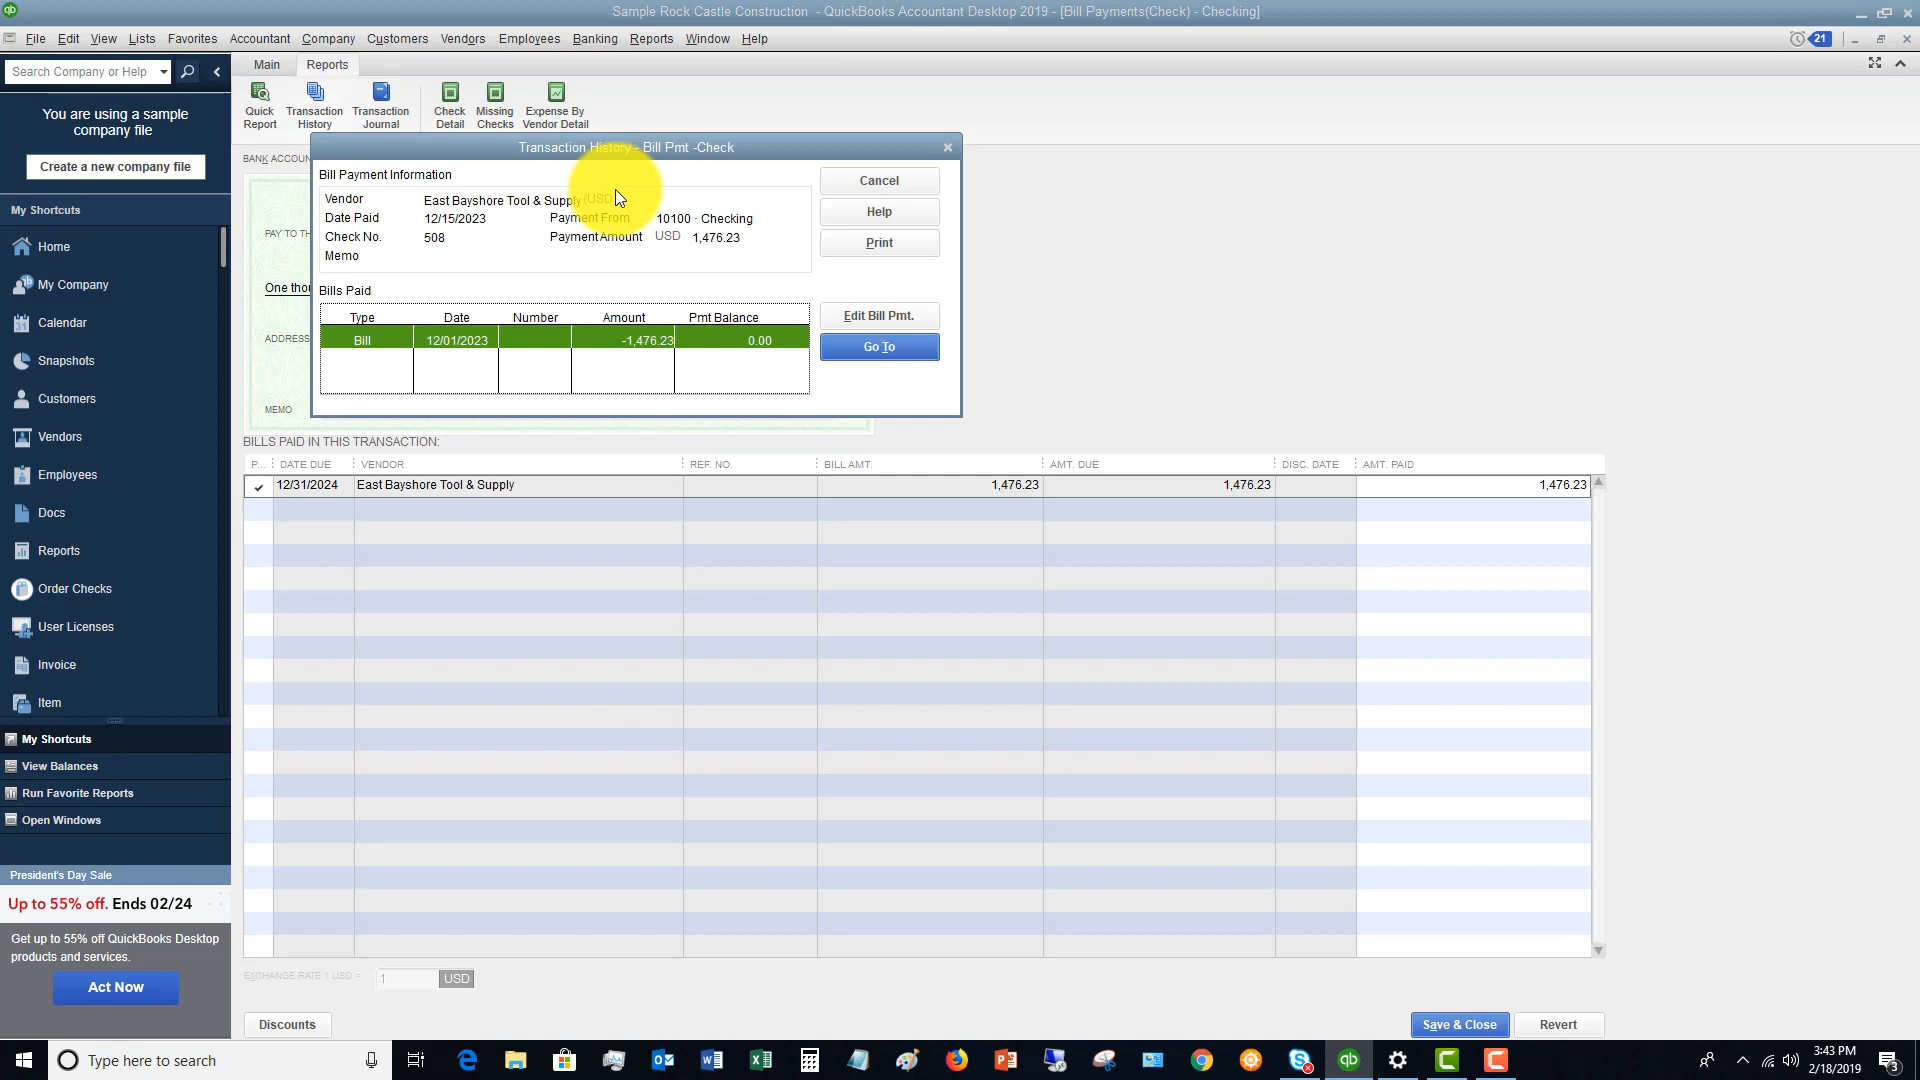 Sample Rock Castle Construction - QuickBooks Accountant Desktop 2019 - [Bill Payments(Check) - Checking]
File Edit View Lists Favorites Accountant Company Customers Vendors Employees Banking Reports Window Help
21
Search Company or Help
Main Reports
You are using a sample
company file
Create a new company file
Quick
Report
Transaction
History
Transaction
Journal
Check
Detail
Missing
Checks
Expense By
Vendor Detail
BANK ACCOUN
PAY TO TH
One thou
ADDRESS
MEMO
Transaction History - Bill Pmt -Check
Bill Payment Information
Vendor East Bayshore Tool & Supply (USD
Date Paid 12/15/2023 Payment From 10100 · Checking
Check No. 508 Payment Amount USD 1,476.23
Memo
Cancel
Help
Print
Bills Paid
Type Date Number Amount Pmt Balance
Bill 12/01/2023 -1,476.23 0.00
Edit Bill Pmt.
Go To
My Shortcuts
Home
My Company
Calendar
Snapshots
Customers
Vendors
Employees
Docs
Reports
Order Checks
User Licenses
Invoice
Item
My Shortcuts
View Balances
Run Favorite Reports
Open Windows
President's Day Sale
Up to 55% off. Ends 02/24
Get up to 55% off QuickBooks Desktop
products and services.
Act Now
BILLS PAID IN THIS TRANSACTION:
P... DATE DUE VENDOR REF. NO. BILL AMT. AMT. DUE DISC. DATE AMT. PAID
12/31/2024 East Bayshore Tool & Supply 1,476.23 1,476.23 1,476.23
EXCHANGE RATE 1 USD = 1 USD
Discounts
Save & Close
Revert
Type here to search
3:43 PM
2/18/2019
3